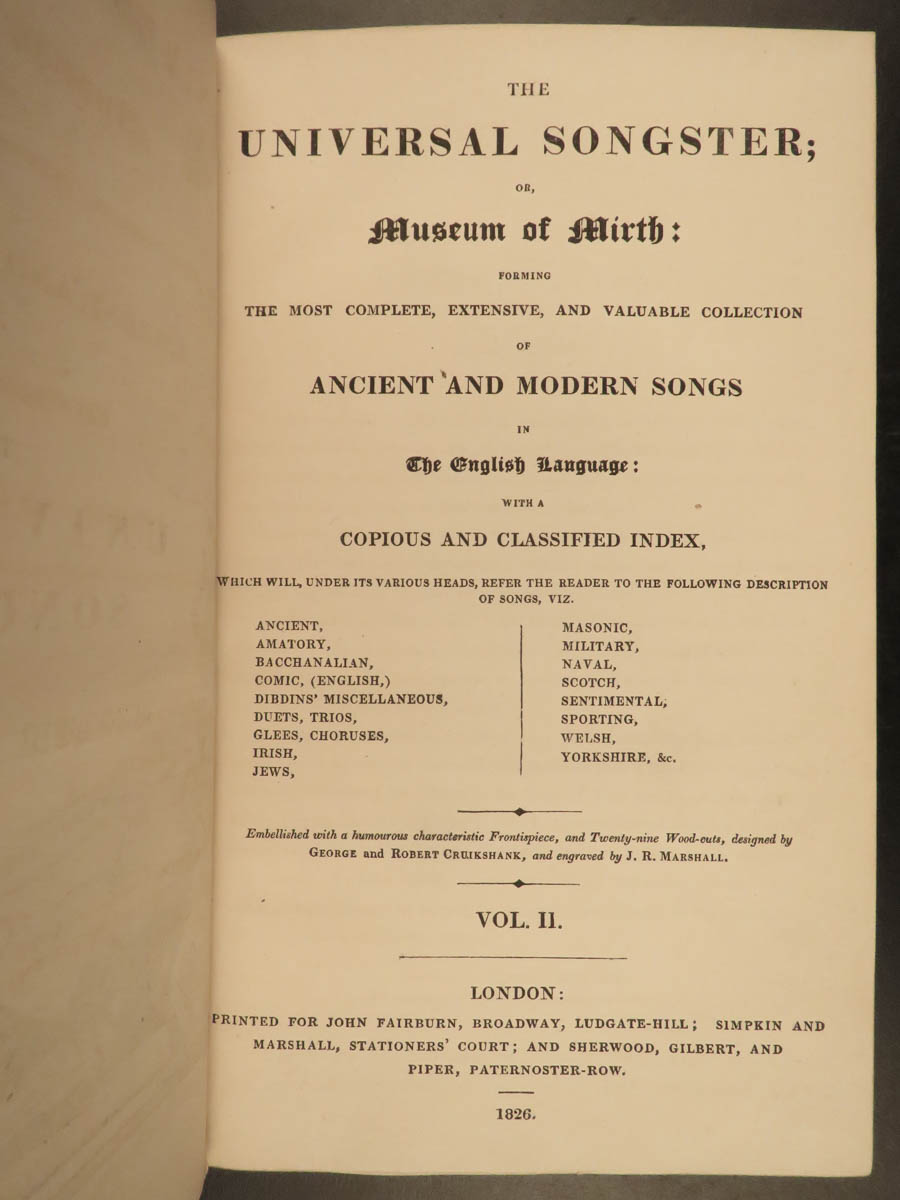 THE
UNIVERSAL SONGSTER;
OR,
Museum of Mirth:
FORMING
THE MOST COMPLETE, EXTENSIVE, AND VALUABLE COLLECTION
OF
ANCIENT AND MODERN SONGS
IN
The English Language:
WITH A
COPIOUS AND CLASSIFIED INDEX,
WHICH WILL, UNDER ITS VARIOUS HEADS, REFER THE READER TO THE FOLLOWING DESCRIPTION
OF SONGS, VIZ.
ANCIENT,
AMATORY,
BACCHANALIAN,
COMIC, (ENGLISH,)
DIBDINS' MISCELLANEOUS,
DUETS, TRIOS,
GLEES, CHORUSES,
IRISH,
JEWS,
MASONIC,
MILITARY,
NAVAL,
SCOTCH,
SENTIMENTAL,
SPORTING,
WELSH,
YORKSHIRE, &c.
Embellished with a humourous characteristic Frontispiece, and Twenty-nine Wood-cuts, designed by
GEORGE and ROBERT CRUIKSHANK, and engraved by J. R. MARSHALL.
VOL. II.
LONDON:
PRINTED FOR JOHN FAIRBURN, BROADWAY, LUDGATE-HILL; SIMPKIN AND
MARSHALL, STATIONERS' COURT; AND SHERWOOD, GILBERT, AND
PIPER, PATERNOSTER-ROW.
1826.